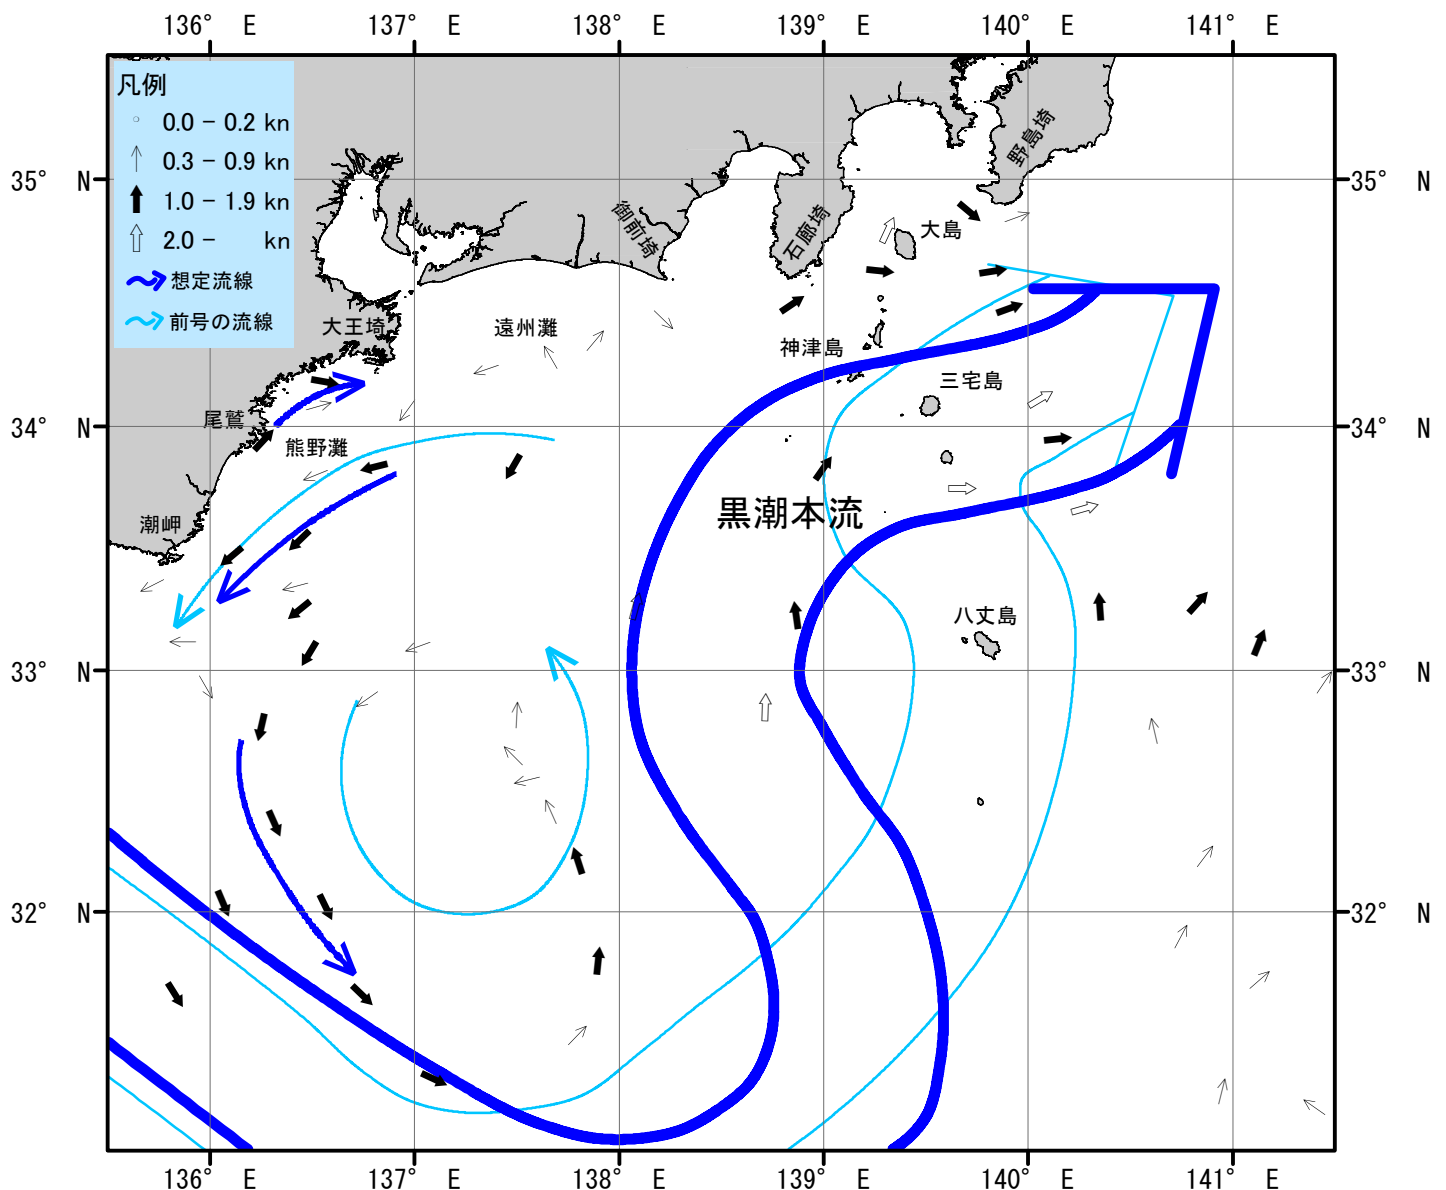 136° E 137° E 138° E 139° E 140° E 141° E
凡例
0.0 - 0.2 kn
0.3 - 0.9 kn
1.0 - 1.9 kn
2.0 - kn
想定流線
前号の流線
野島埼
35° N
35° N
御前埼
石廊埼
大島
大王埼
遠州灘
神津島
三宅島
尾鷲
34° N
34° N
熊野灘
黒潮本流
潮岬
八丈島
33° N
33° N
32° N
32° N
136° E 137° E 138° E 139° E 140° E 141° E